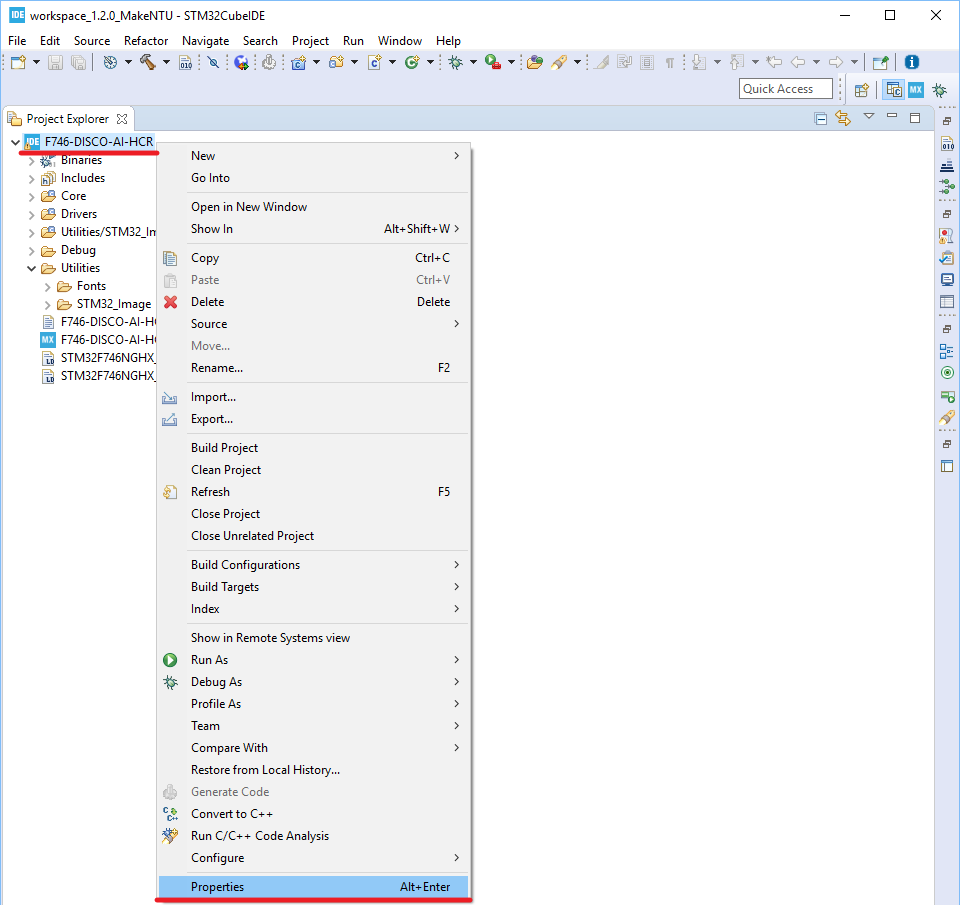 IDE workspace_1.2.0_MakeNTU - STM32CubeIDE
File Edit Source Refactor Navigate Search Project Run Window Help
Quick Access
MX
Project Explorer
IDE F746-DISCO-AI-HCR
Binaries
Includes
Core
Drivers
Utilities/STM32_Im
Debug
Utilities
Fonts
STM32_Image
F746-DISCO-AI-HC
MX F746-DISCO-AI-H
STM32F746NGHX_
STM32F746NGHX_
New
Go Into
Open in New Window
Show In Alt+Shift+W
Copy Ctrl+C
Paste Ctrl+V
Delete Delete
Source
Move...
Rename... F2
Import...
Export...
Build Project
Clean Project
Refresh F5
Close Project
Close Unrelated Project
Build Configurations
Build Targets
Index
Show in Remote Systems view
Run As
Debug As
Profile As
Team
Compare With
Restore from Local History...
Generate Code
Convert to C++
Run C/C++ Code Analysis
Configure
Properties Alt+Enter